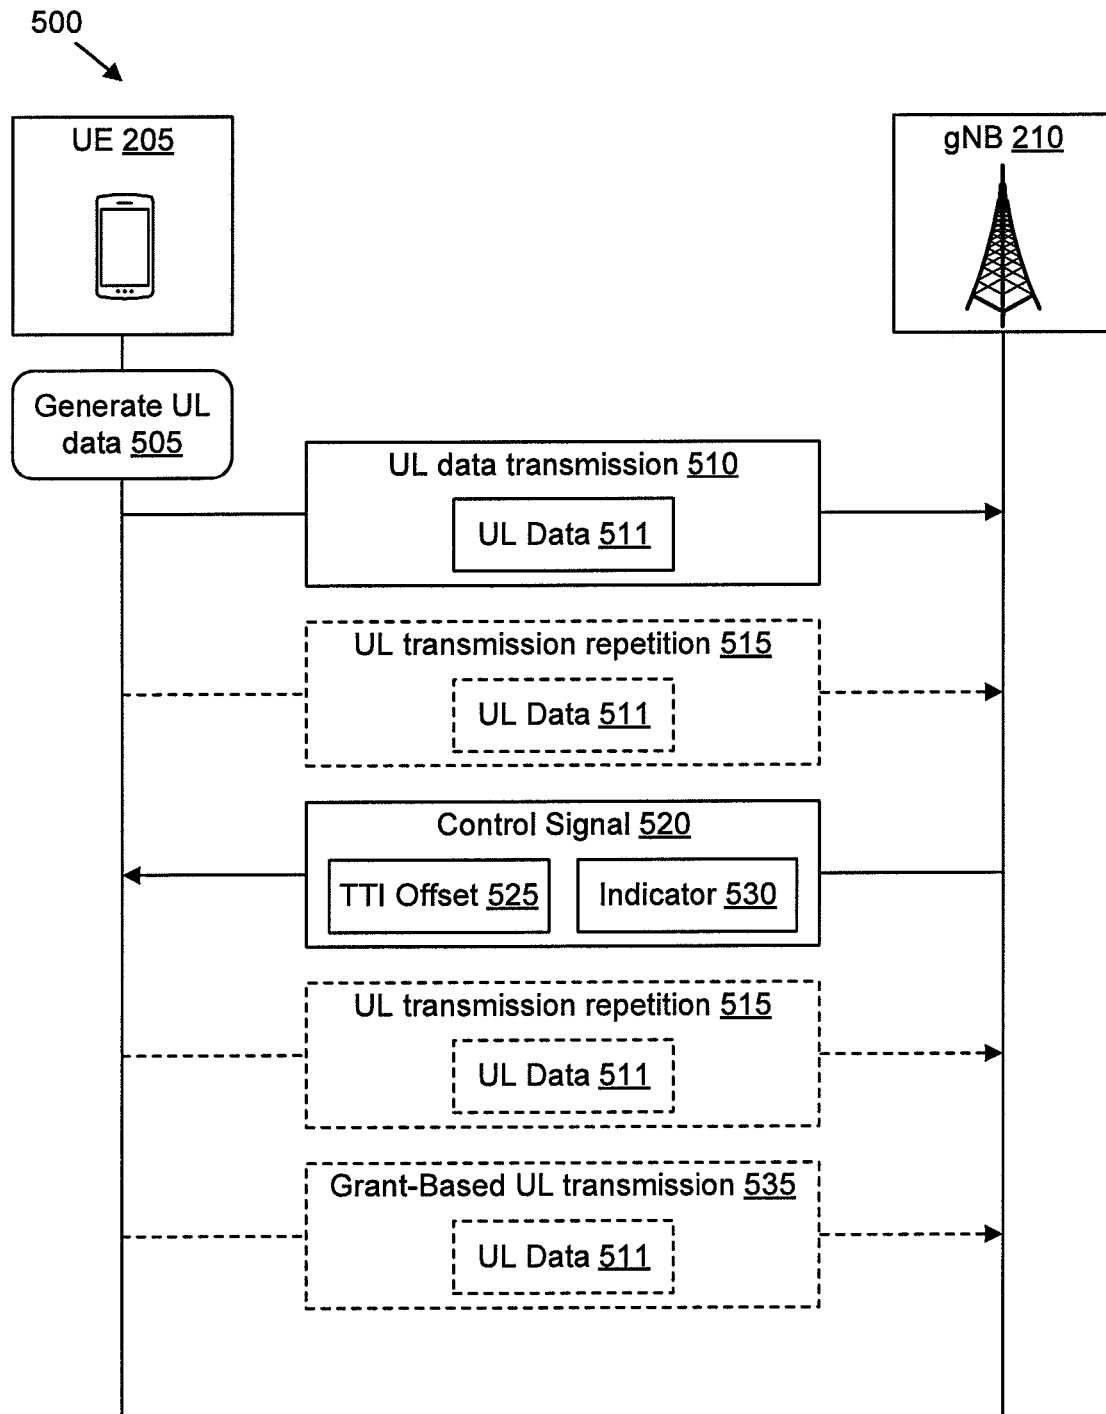 500
UE 205
gNB 210
Generate UL
data 505
UL data transmission 510
UL Data 511
UL transmission repetition 515
UL Data 511
Control Signal 520
TTI Offset 525
Indicator 530
UL transmission repetition 515
UL Data 511
Grant-Based UL transmission 535
UL Data 511